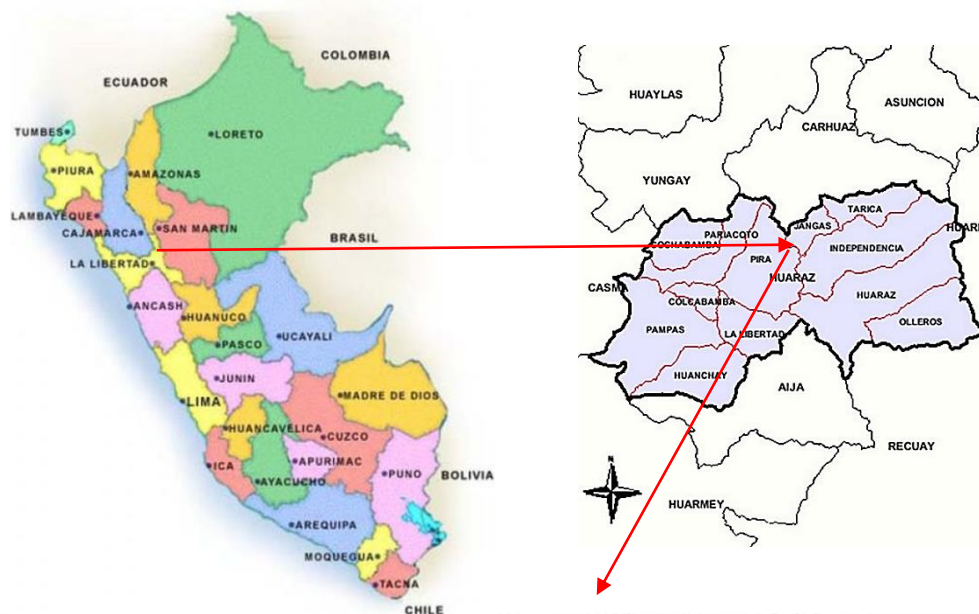 COLOMBIA
ECUADOR
TUMBES
LORETO
PIURA
AMAZONAS
LAMBAYEQUE
SAN MARTIN
CAJAMARCA
BRASIL
LA LIBERTAD
ANCASH
HUANUCO
UCAYALI
PASCO
JUNIN
MADRE DE DIOS
LIMA
HUANCAVELICA
CUZCO
ICA
APURIMAC
PUNO
BOLIVIA
AYACUCHO
AREQUIPA
MOQUEGUA
TACNA
CHILE
HUAYLAS
ASUNCION
CARHUAZ
YUNGAY
TARICA
PARIACOTO
JANGAS
HUARI
COCHABAMBA
INDEPENDENCIA
PIRA
HUARAZ
CASMA
COLCABAMBA
HUARAZ
PAMPAS
LA LIBERTAD
OLLEROS
HUANCHAY
AIJA
RECUAY
HUARMEY